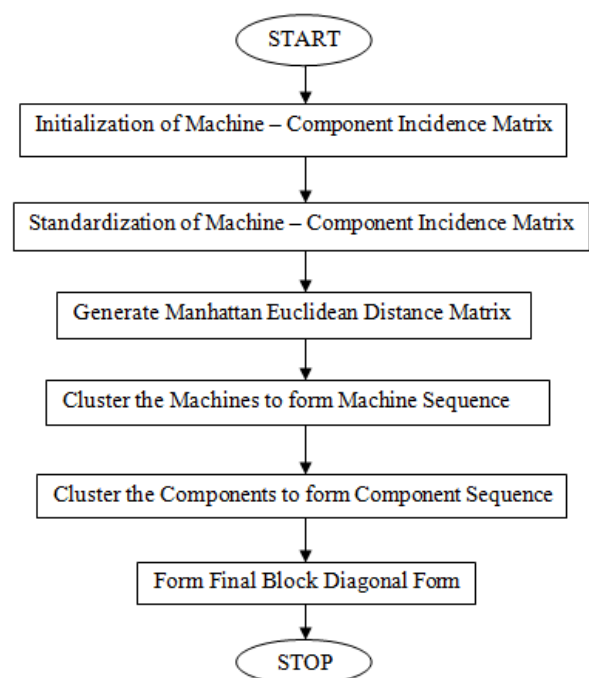 START
Initialization of Machine – Component Incidence Matrix
Standardization of Machine – Component Incidence Matrix
Generate Manhattan Euclidean Distance Matrix
Cluster the Machines to form Machine Sequence
Cluster the Components to form Component Sequence
Form Final Block Diagonal Form
STOP